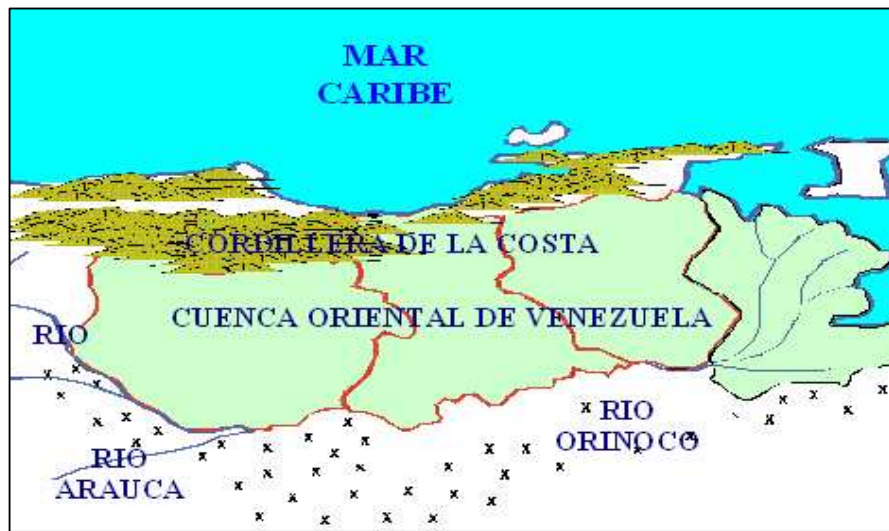 MAR
CARIBE
CORDILLERA DE LA COSTA
CUENCA ORIENTAL DE VENEZUELA
RIO
RIO
ORINOCO
RIO
ARAUCA